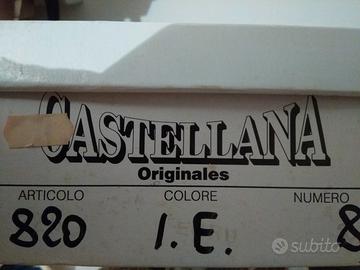 CASTELLANA
Originales
ARTICOLO COLORE NUMERO
820 I.E. 8
subito